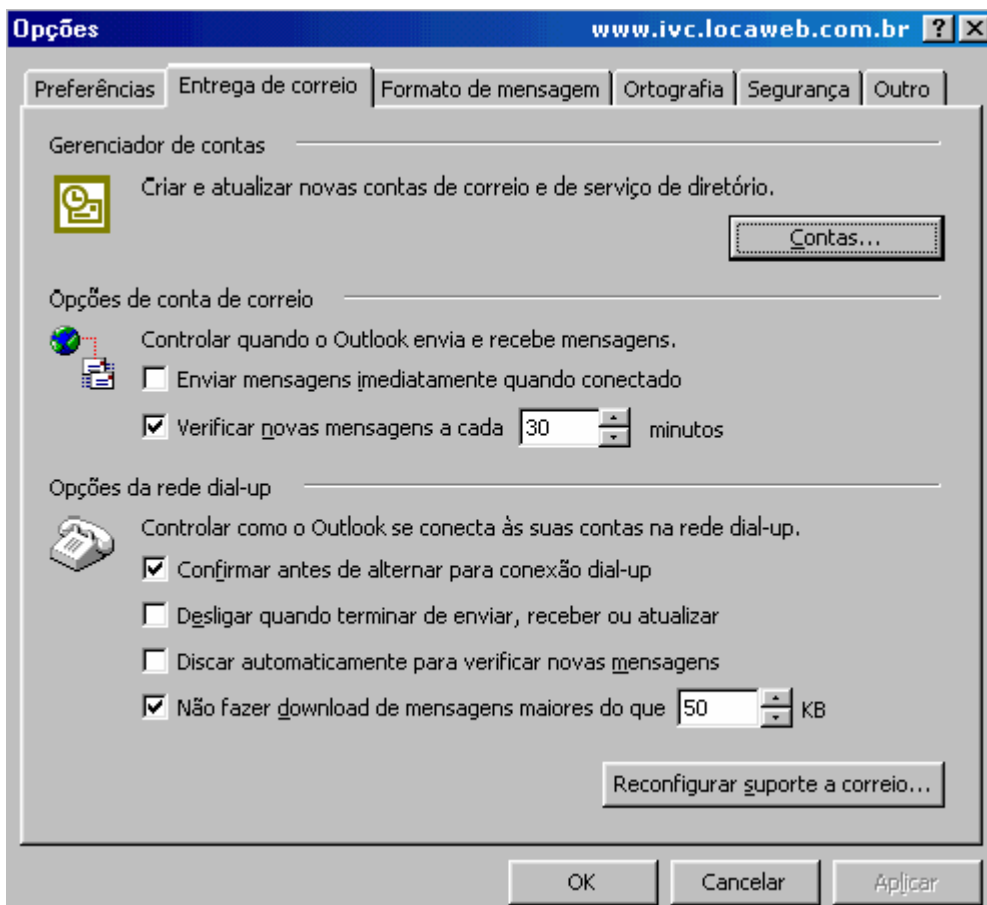 Opções www.ivc.locaweb.com.br ? X
Preferências Entrega de correio Formato de mensagem Ortografia Segurança Outro
Gerenciador de contas
Criar e atualizar novas contas de correio e de serviço de diretório.
Contas...
Opções de conta de correio
Controlar quando o Outlook envia e recebe mensagens.
Enviar mensagens imediatamente quando conectado
Verificar novas mensagens a cada 30 minutos
Opções da rede dial-up
Controlar como o Outlook se conecta às suas contas na rede dial-up.
Confirmar antes de alternar para conexão dial-up
Desligar quando terminar de enviar, receber ou atualizar
Discar automaticamente para verificar novas mensagens
Não fazer download de mensagens maiores do que 50 KB
Reconfigurar suporte a correio...
OK Cancelar Aplicar